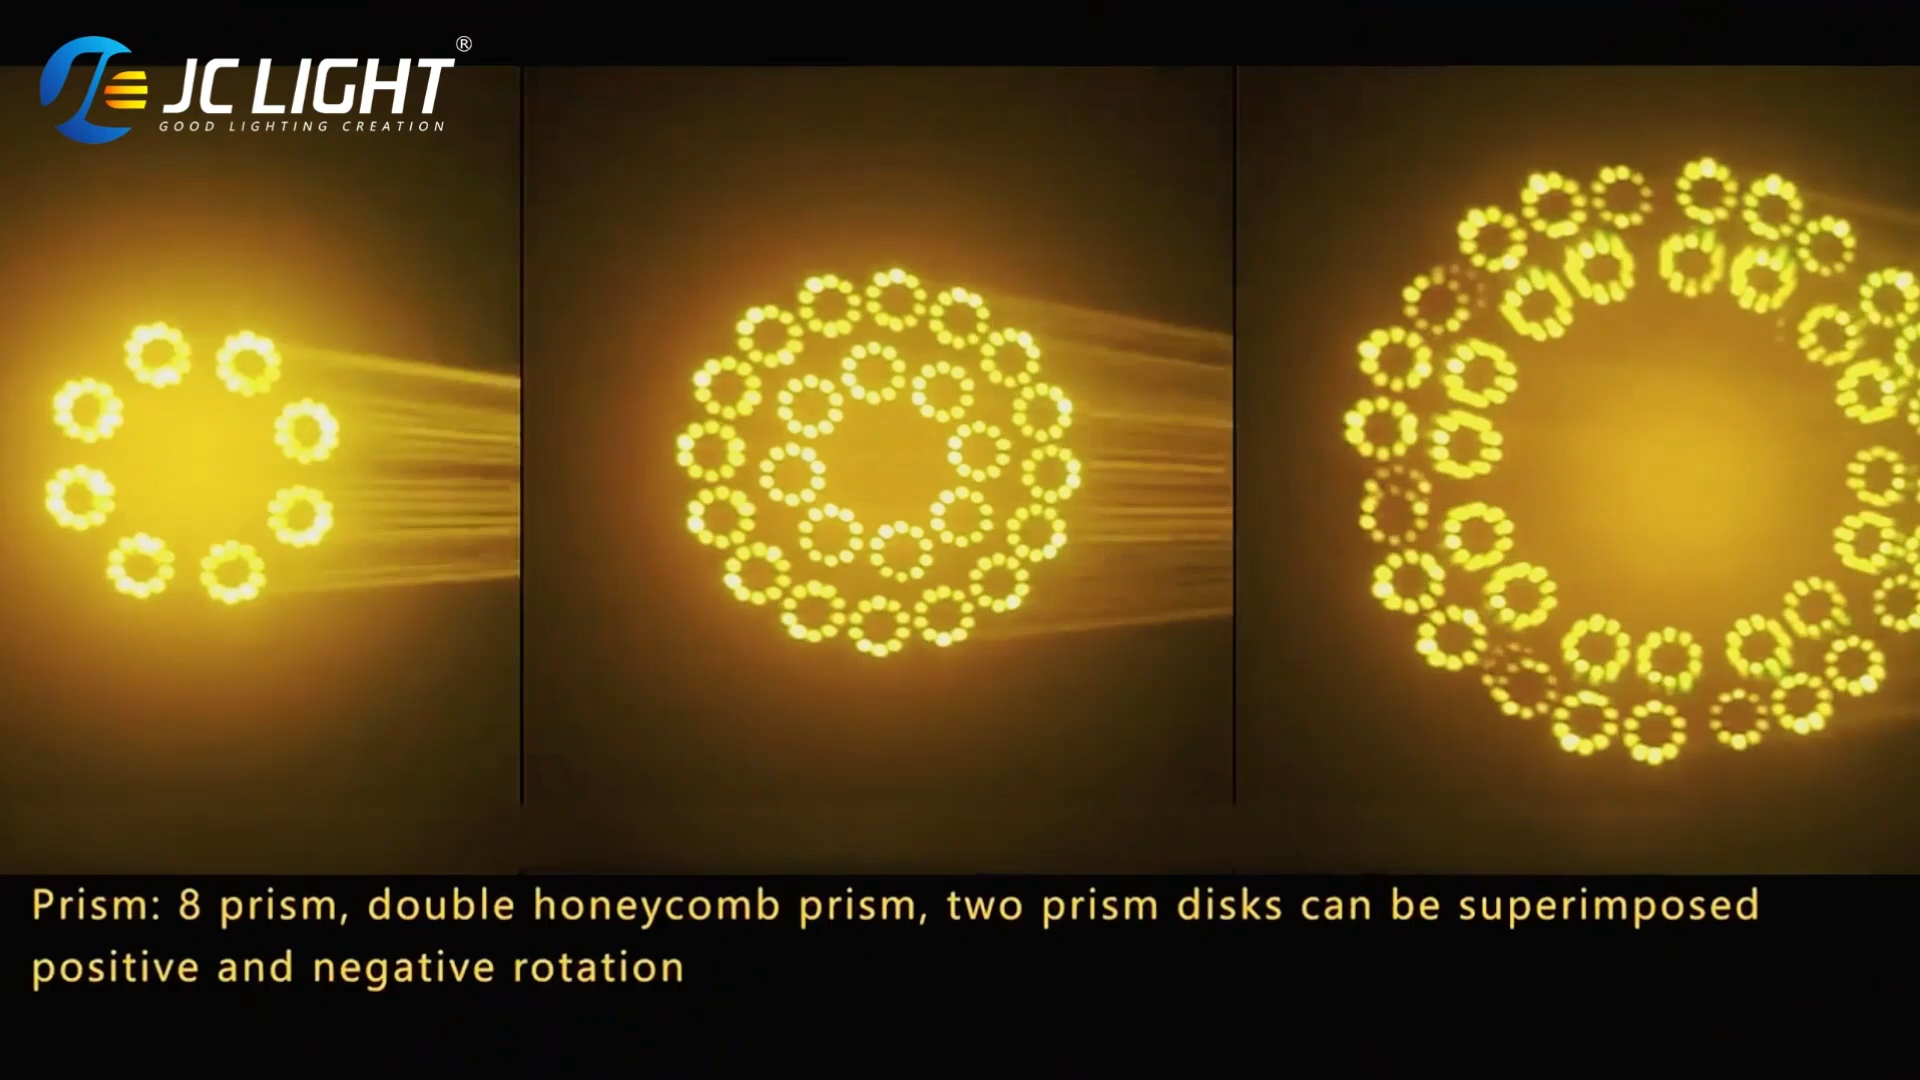 JC LIGHT®
GOOD LIGHTING CREATION
Prism: 8 prism, double honeycomb prism, two prism disks can be superimposed
positive and negative rotation